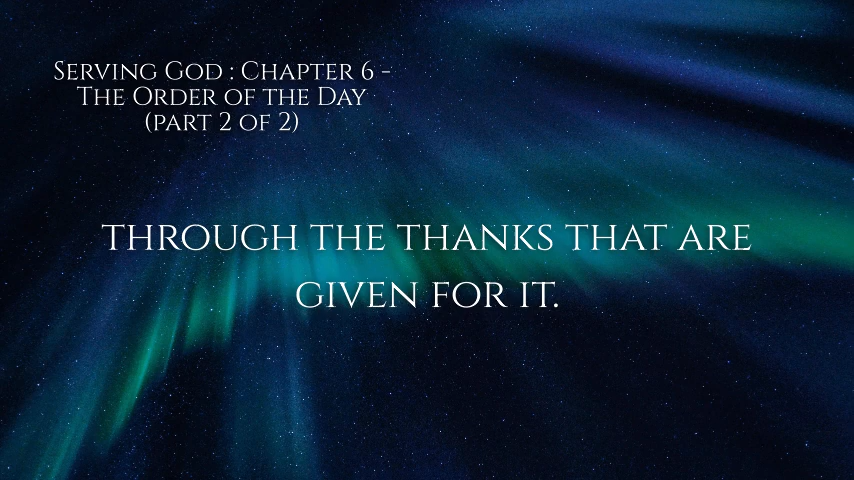 Serving God : Chapter 6 -
The Order of the Day
(part 2 of 2)
through the thanks that are
given for it.